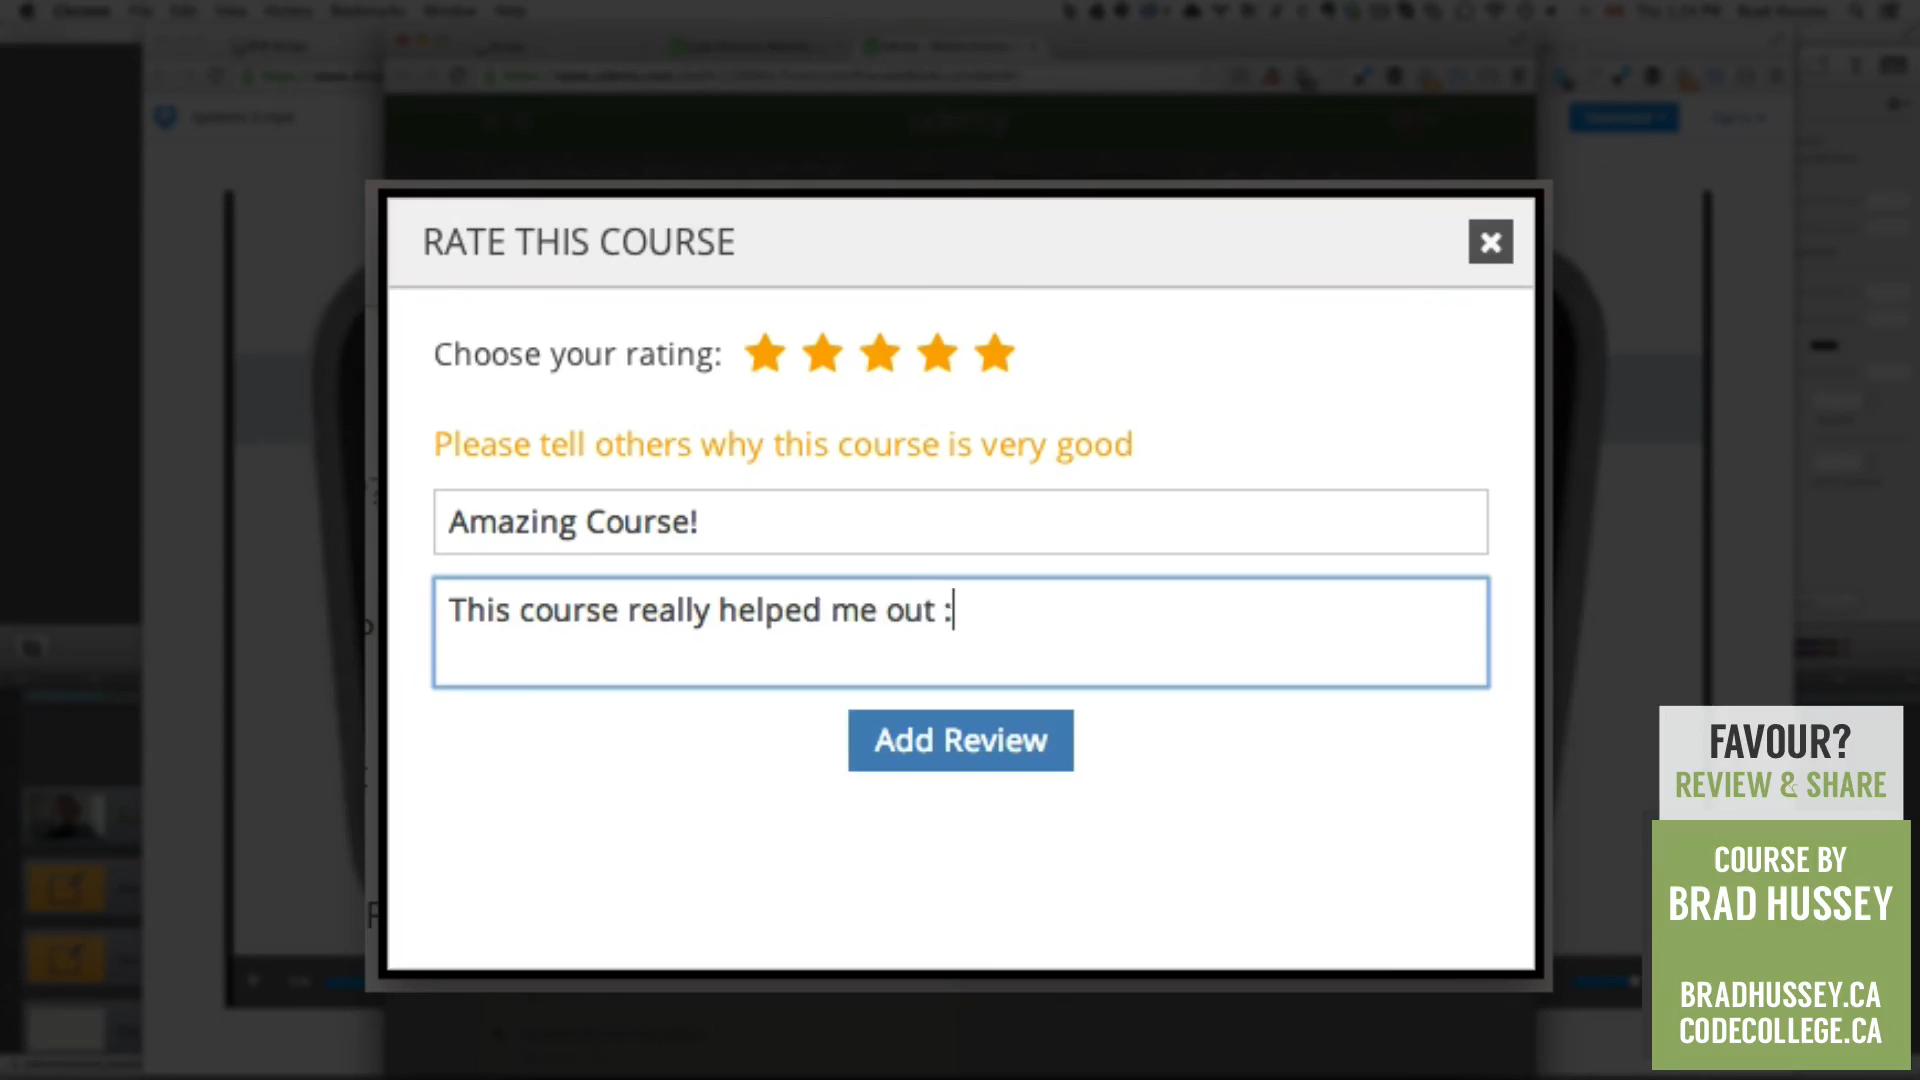 RATE THIS COURSE
Choose your rating:
Please tell others why this course is very good
Amazing Course!
This course really helped me out :
Add Review
FAVOUR?
REVIEW & SHARE
COURSE BY
BRAD HUSSEY
BRADHUSSEY.CA
CODECOLLEGE.CA